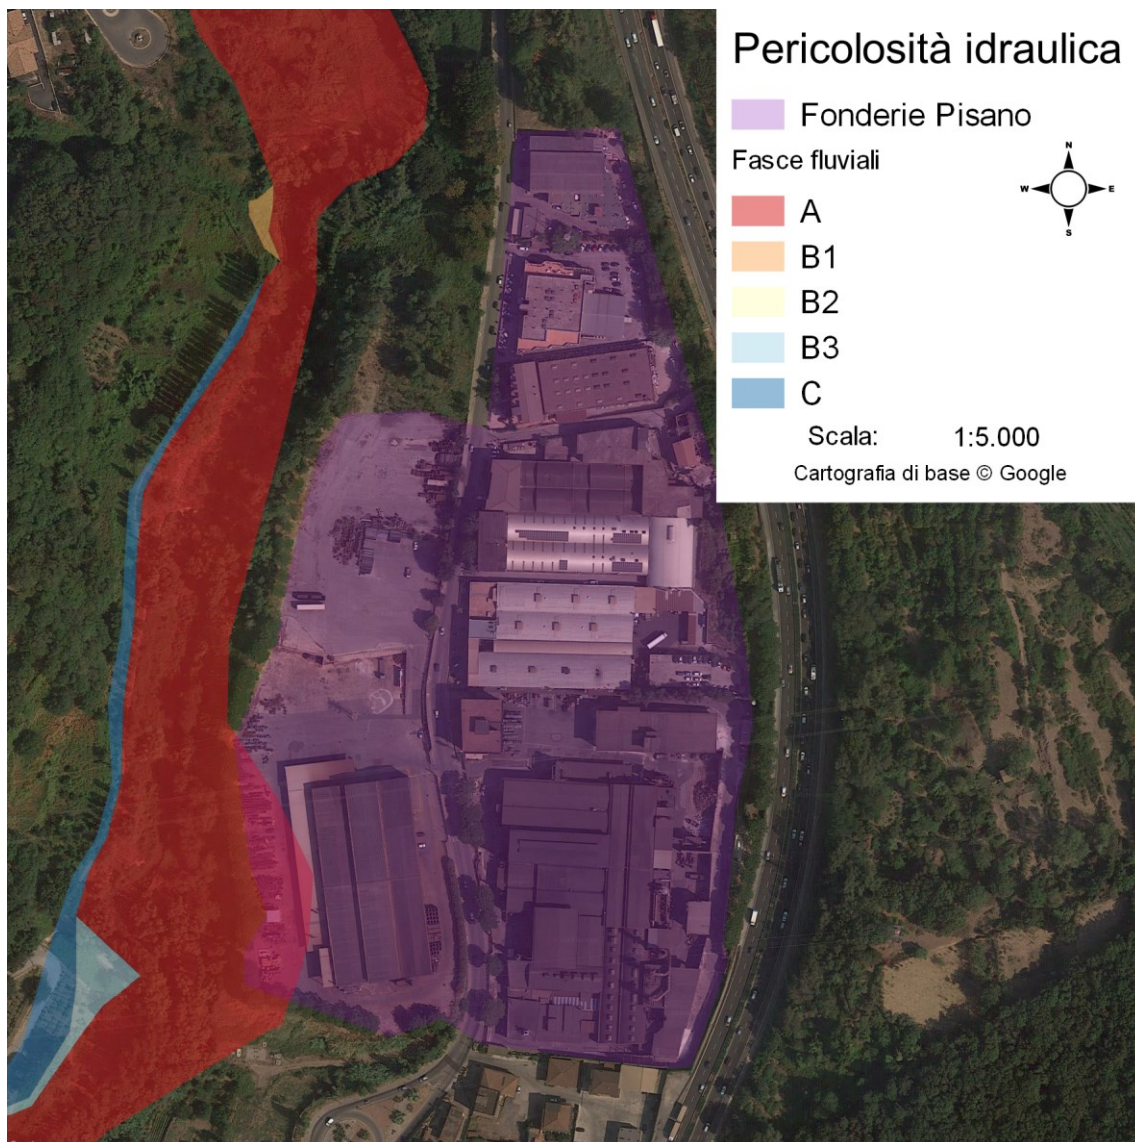 Pericolosità idraulica
Fonderie Pisano
Fasce fluviali
A
B1
B2
B3
C
N
W E
S
Scala: 1:5.000
Cartografia di base © Google